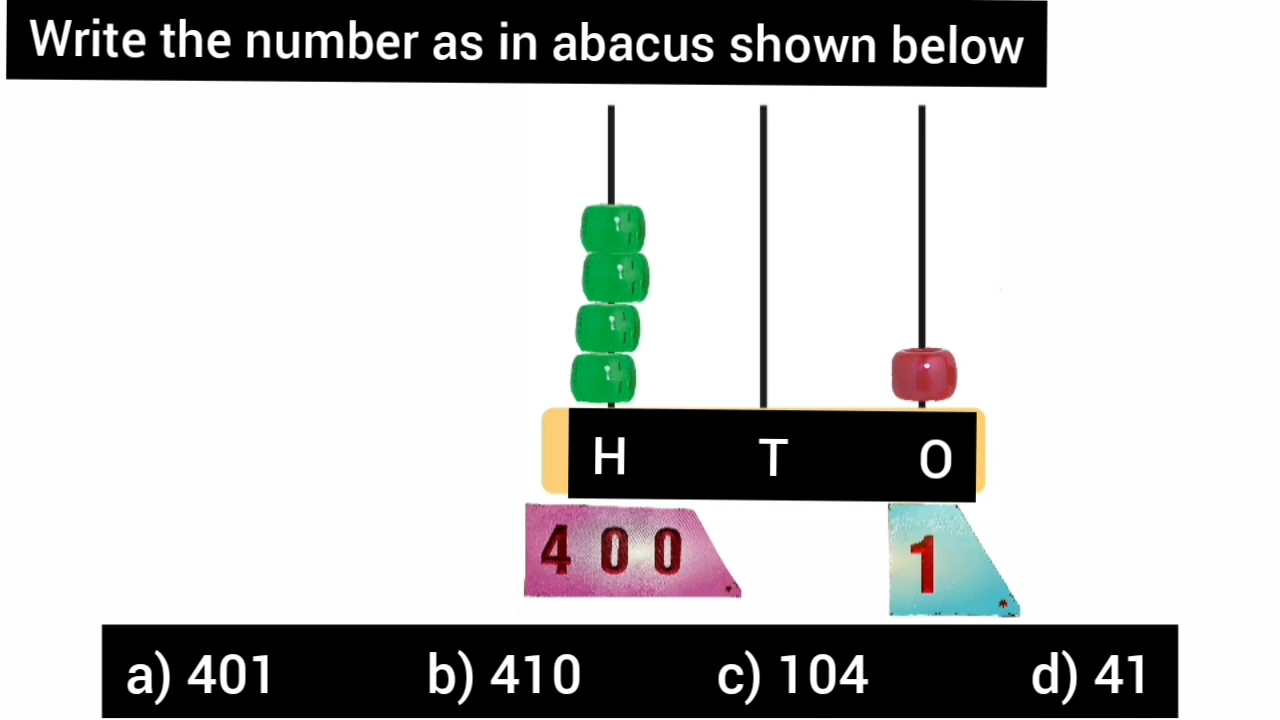 Write the number as in abacus shown below
H T O
400 1
a) 401 b) 410 c) 104 d) 41